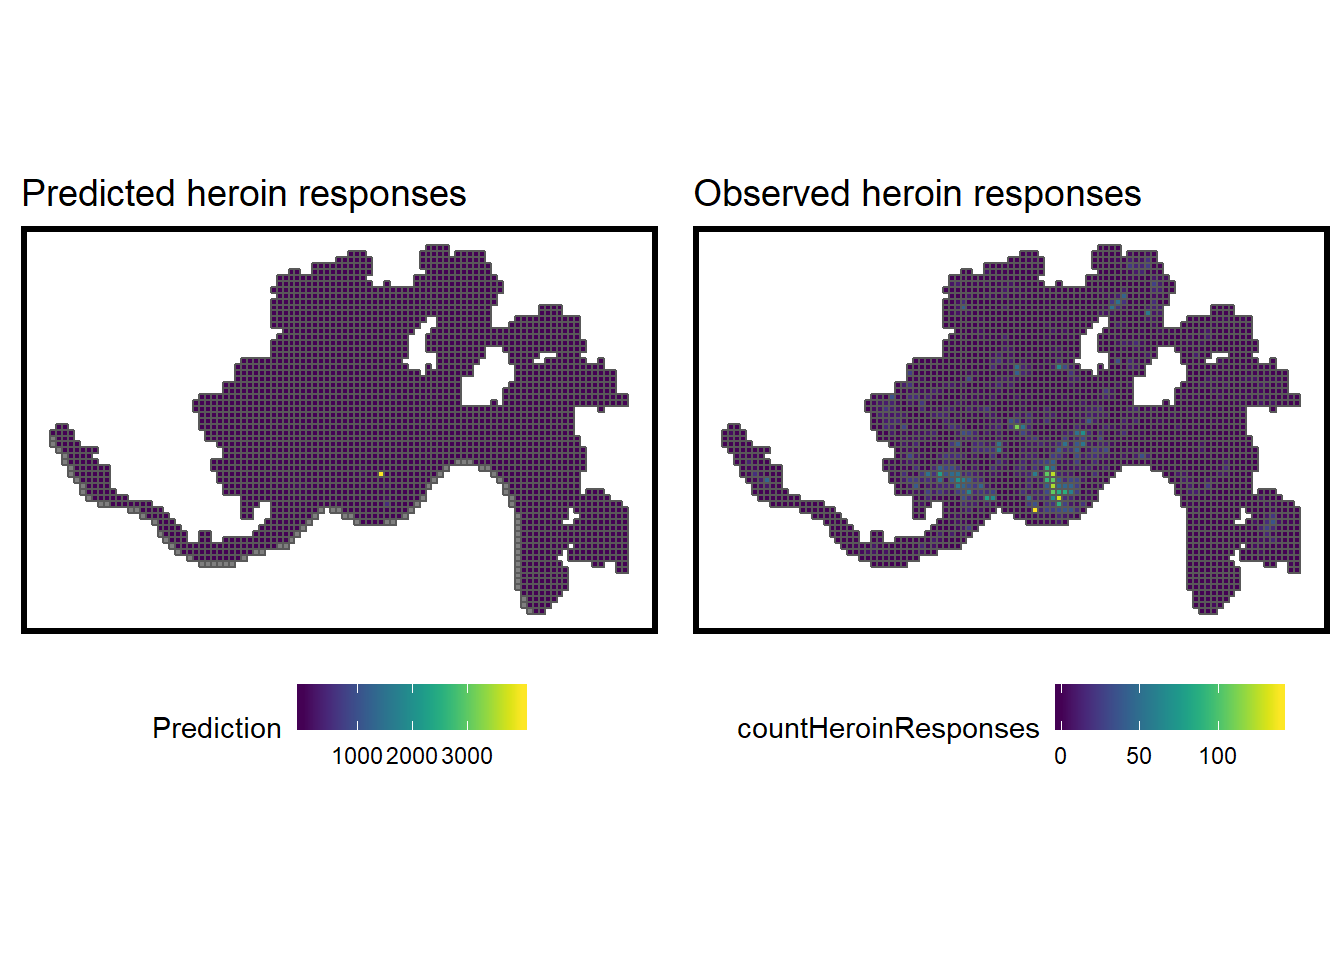 Predicted heroin responses
Observed heroin responses
Prediction
1000 2000 3000
countHeroinResponses
0 50 100